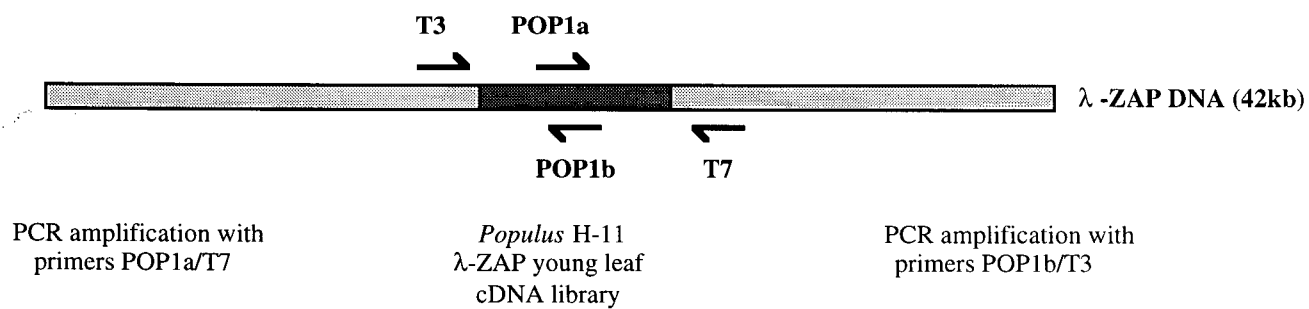 T3 POP1a
λ -ZAP DNA (42kb)
POP1b T7
PCR amplification with
primers POP1a/T7
Populus H-11
λ-ZAP young leaf
cDNA library
PCR amplification with
primers POP1b/T3